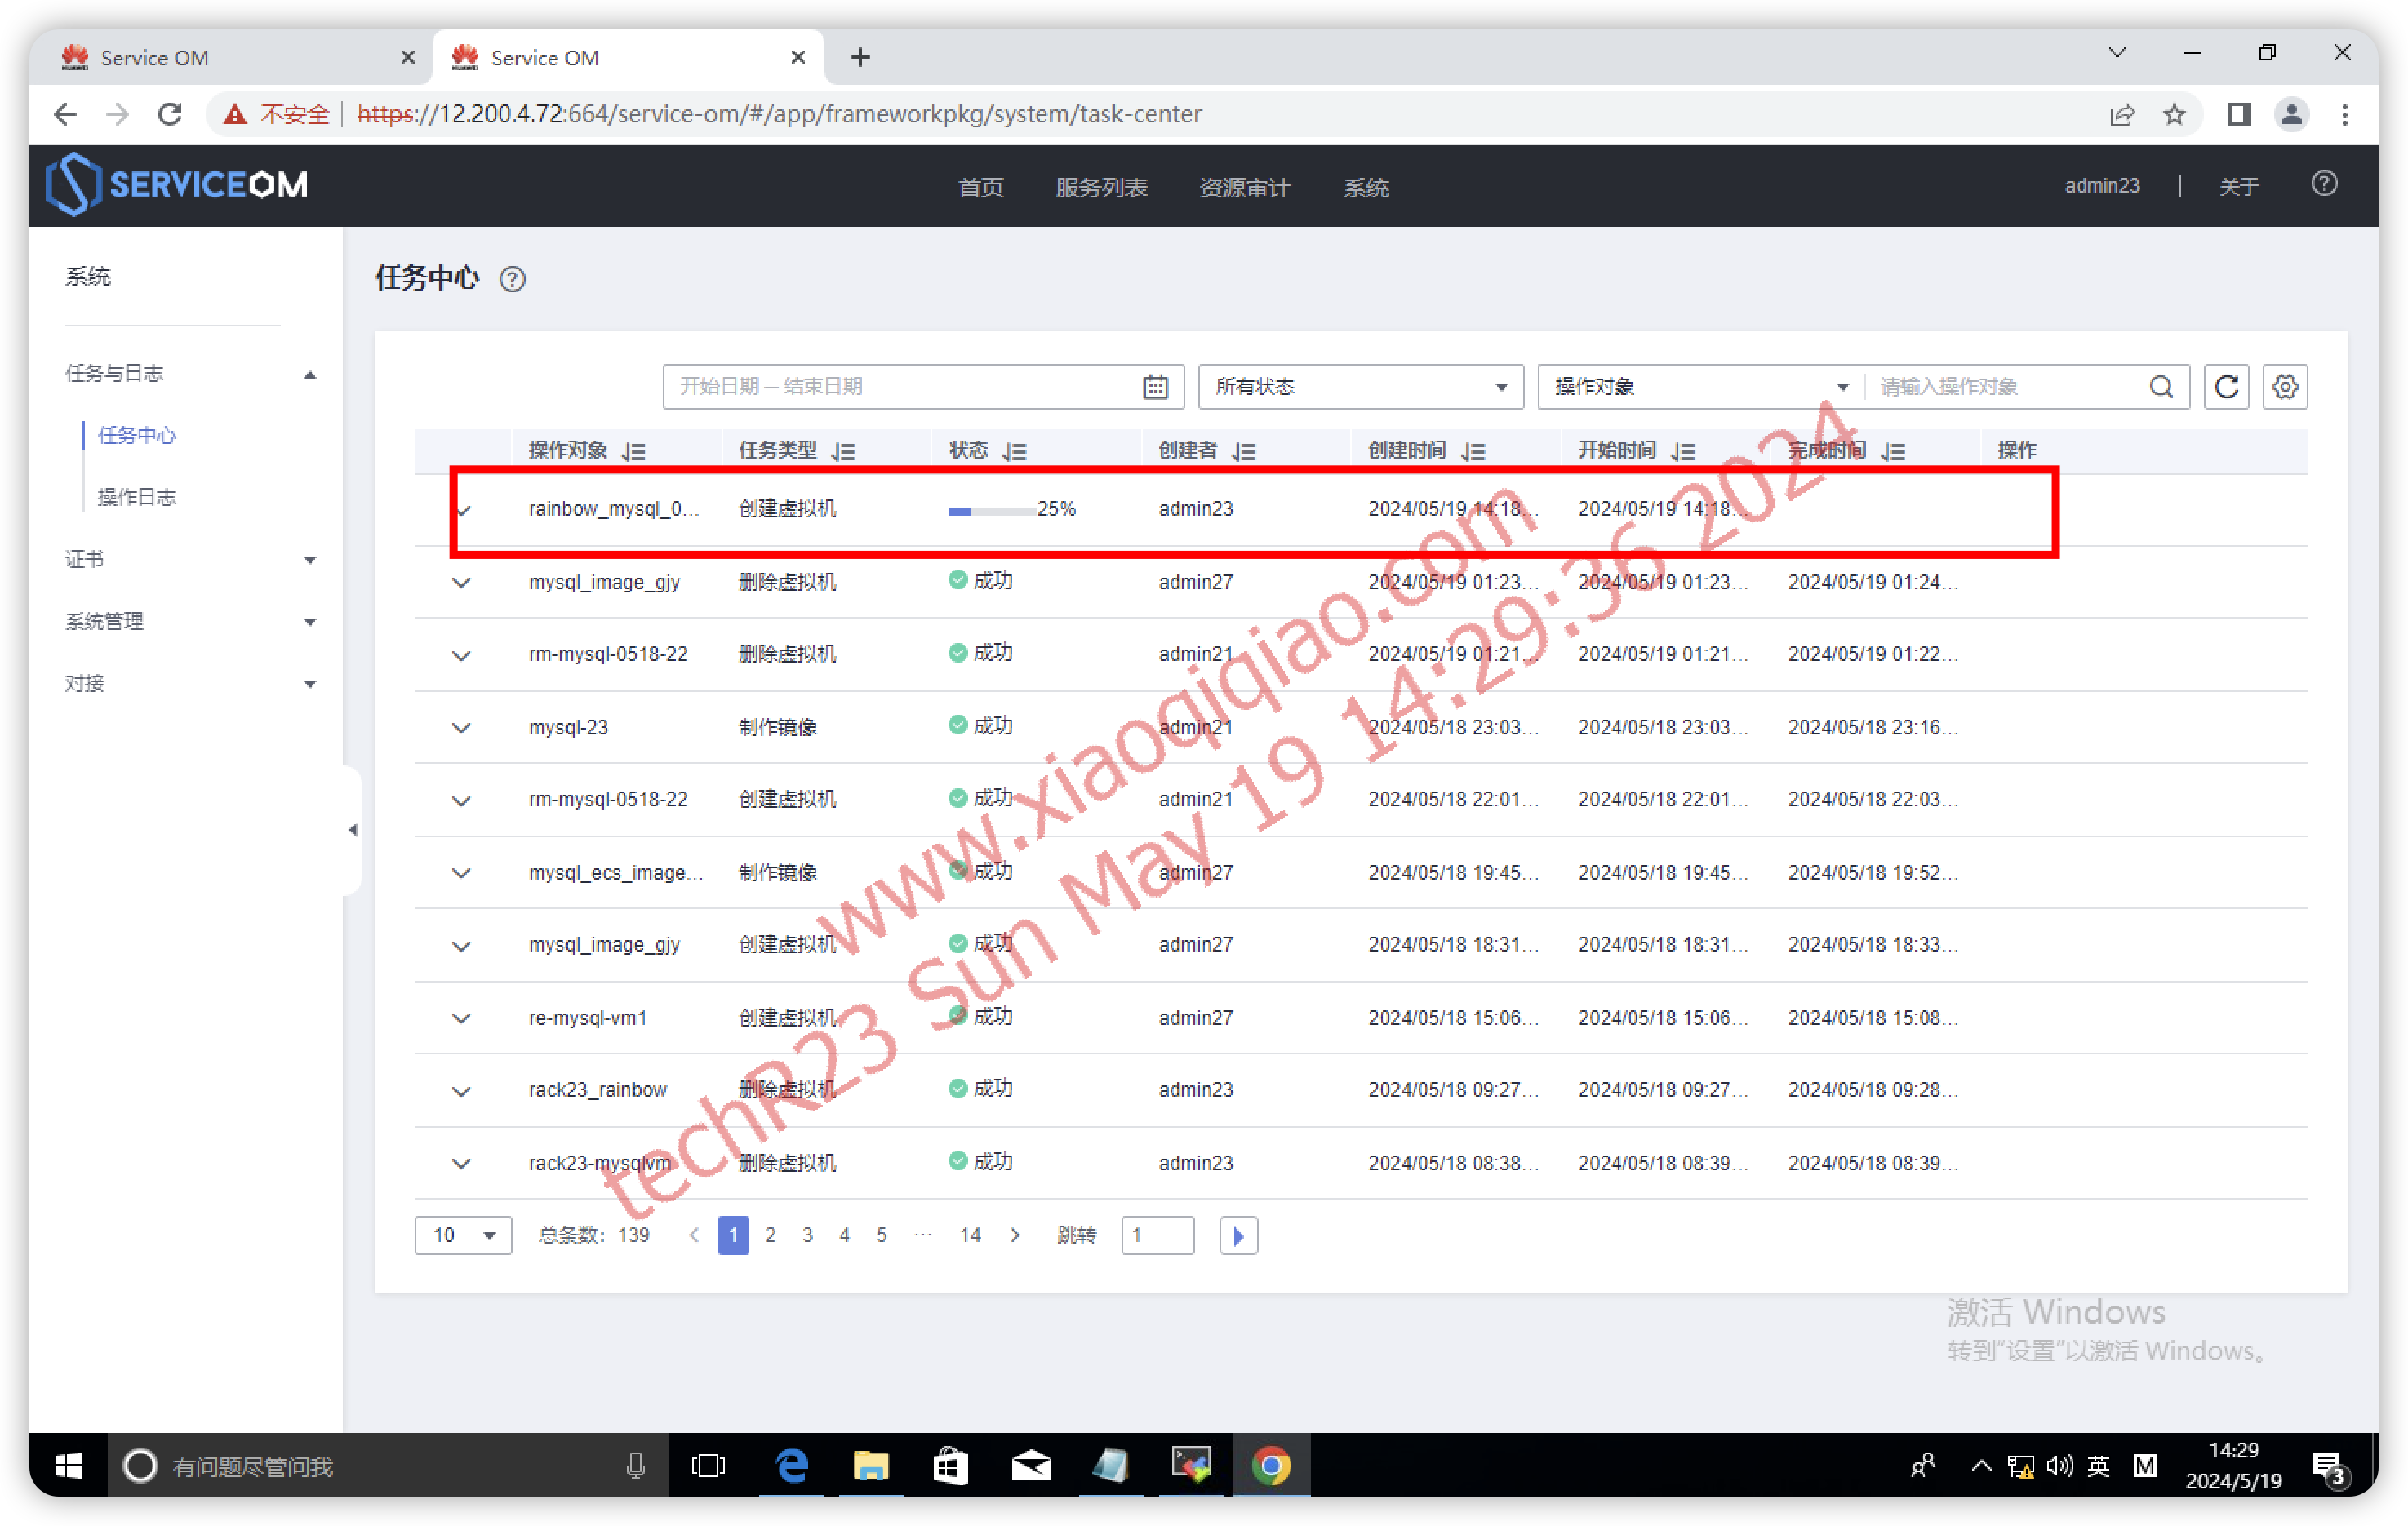 Service OM
Service OM
不安全 https://12.200.4.72:664/service-om/#/app/frameworkpkg/system/task-center
SERVICEOM 首页 服务列表 资源审计 系统 admin23 | 关于
系统
任务中心
任务与日志
任务中心
操作日志
证书
系统管理
对接
开始日期 – 结束日期 所有状态 操作对象 请输入操作对象
操作对象 任务类型 状态 创建者 创建时间 开始时间 完成时间 操作
rainbow_mysql_0... 创建虚拟机 25% admin23 2024/05/19 14:18... 2024/05/19 14:18...
mysql_image_gjy 删除虚拟机 成功 admin27 2024/05/19 01:23... 2024/05/19 01:23... 2024/05/19 01:24...
rm-mysql-0518-22 删除虚拟机 成功 admin21 2024/05/19 01:21... 2024/05/19 01:21... 2024/05/19 01:22...
mysql-23 制作镜像 成功 admin21 2024/05/18 23:03... 2024/05/18 23:03... 2024/05/18 23:16...
rm-mysql-0518-22 创建虚拟机 成功 admin21 2024/05/18 22:01... 2024/05/18 22:01... 2024/05/18 22:03...
mysql_ecs_image... 制作镜像 成功 admin27 2024/05/18 19:45... 2024/05/18 19:45... 2024/05/18 19:52...
mysql_image_gjy 创建虚拟机 成功 admin27 2024/05/18 18:31... 2024/05/18 18:31... 2024/05/18 18:33...
re-mysql-vm1 创建虚拟机 成功 admin27 2024/05/18 15:06... 2024/05/18 15:06... 2024/05/18 15:08...
rack23_rainbow 删除虚拟机 成功 admin23 2024/05/18 09:27... 2024/05/18 09:27... 2024/05/18 09:28...
rack23-mysqlvm 删除虚拟机 成功 admin23 2024/05/18 08:38... 2024/05/18 08:39... 2024/05/18 08:39...
10 总条数: 139 < 1 2 3 4 5 ... 14 > 跳转 1
www.xiaoqiqiao.com
techR23 Sun May 19 14:29:36 2024
激活 Windows
转到"设置"以激活 Windows。
有问题尽管问我
英 M
14:29
2024/5/19
3